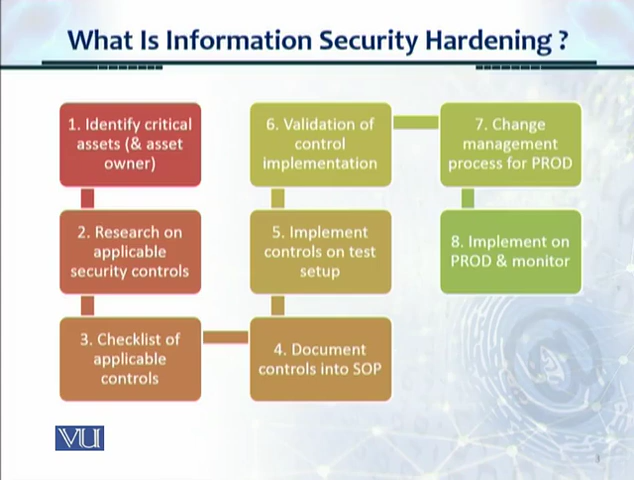 What Is Information Security Hardening ?
1. Identify critical
assets (& asset
owner)
2. Research on
applicable
security controls
3. Checklist of
applicable
controls
4. Document
controls into SOP
5. Implement
controls on test
setup
6. Validation of
control
implementation
7. Change
management
process for PROD
8. Implement on
PROD & monitor
VU